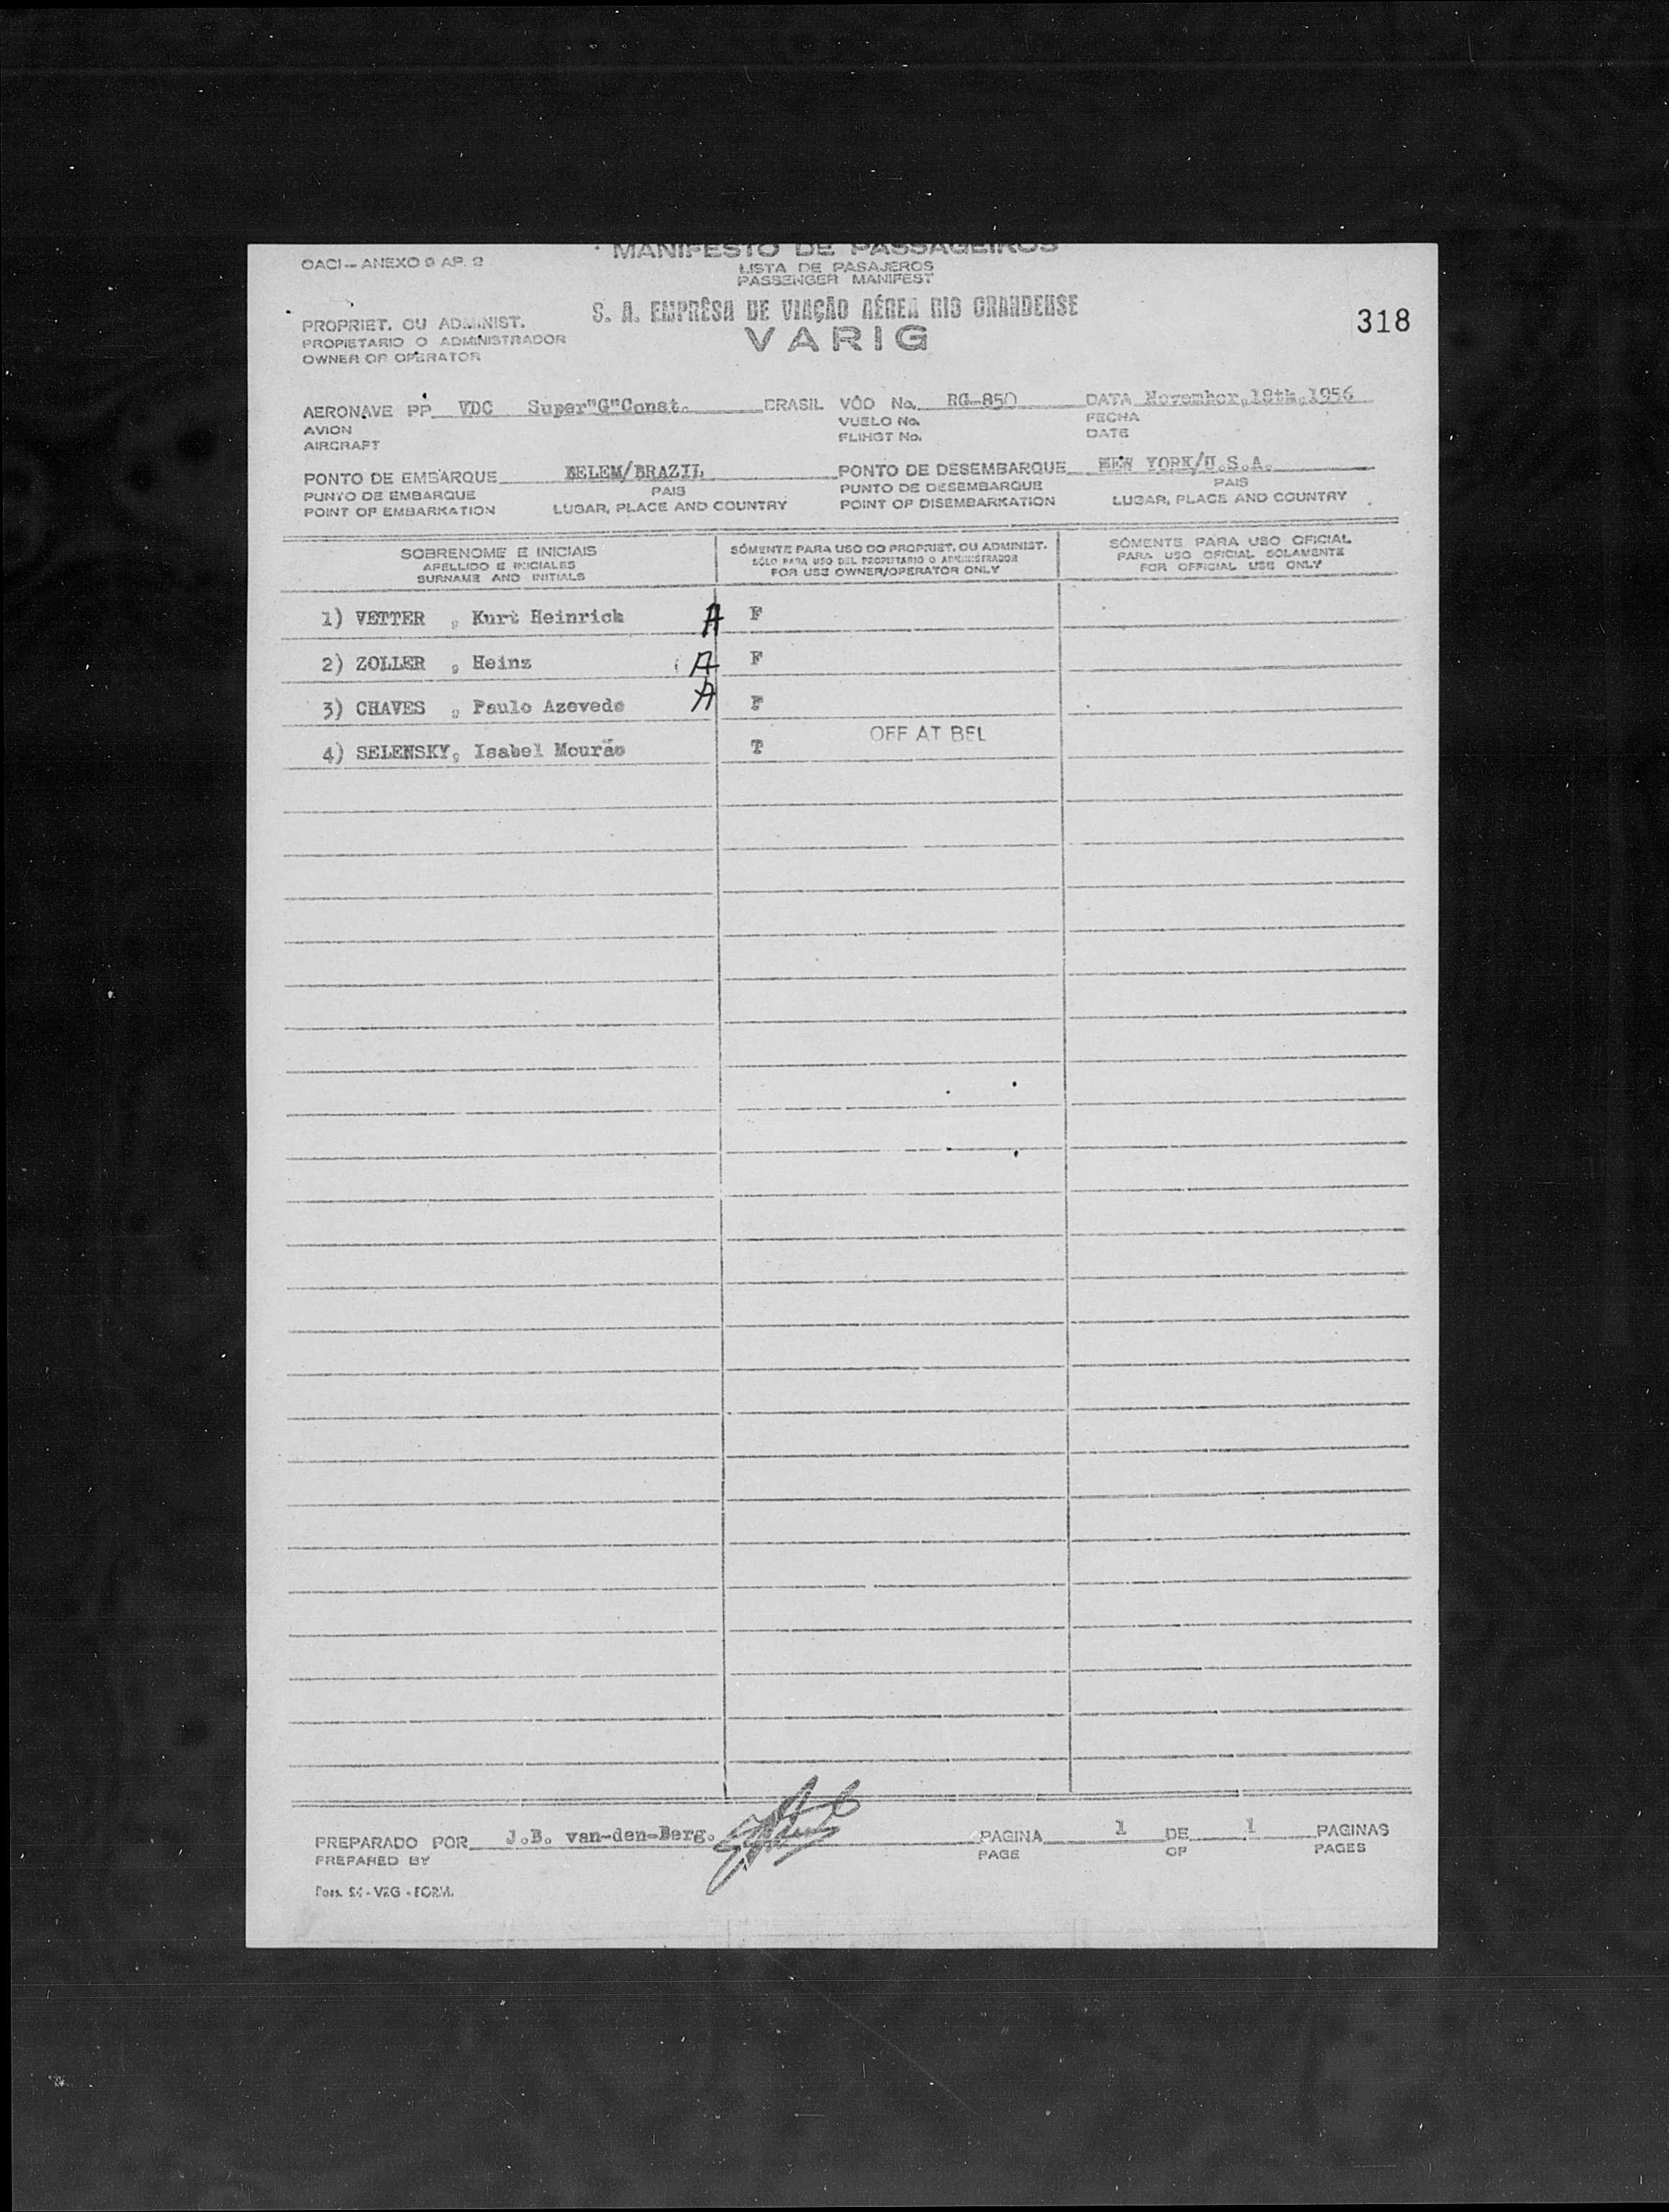 OACI — ANEXO 9 AP. 2
MANIFESTO DE PASSAGEIROS
LISTA DE PASAJEROS
PASSENGER MANIFEST
S. A. EMPRÊSA DE VIAÇÃO AÉREA RIO GRANDENSE
VARIG
318
PROPRIET. OU ADMINIST.
PROPIETARIO O ADMINISTRADOR
OWNER OR OPERATOR
AERONAVE PP VDC Super"G"Const. BRASIL VÔO No. RG-850 DATA November, 18th, 1956
AVION VUELO No. FECHA
AIRCRAFT FLIHGT No. DATE
PONTO DE EMBARQUE BELEM/BRAZIL PONTO DE DESEMBARQUE NEW YORK/U.S.A.
PUNTO DE EMBARQUE PAIS PUNTO DE DESEMBARQUE PAIS
POINT OF EMBARKATION LUGAR, PLACE AND COUNTRY POINT OF DISEMBARKATION LUGAR, PLACE AND COUNTRY
SOBRENOME E INICIAIS
APELLIDO E INICIALES
SURNAME AND INITIALS
SÓMENTE PARA USO DO PROPRIET. OU ADMINIST.
SÓLO PARA USO DEL PROPIETARIO O ADMINISTRADOR
FOR USE OWNER/OPERATOR ONLY
SÓMENTE PARA USO OFICIAL
PARA USO OFICIAL SOLAMENTE
FOR OFFICIAL USE ONLY
1) VETTER , Kurt Heinrich A F
2) ZOLLER , Heinz A F
3) CHAVES , Paulo Azevedo A F
OFF AT BEL
4) SELENSKY, Isabel Mourão T
PREPARADO POR J.B. van-den-Berg. PAGINA 1 DE 1 PAGINAS
PREPARED BY PAGE OF PAGES
VRG - FORM.